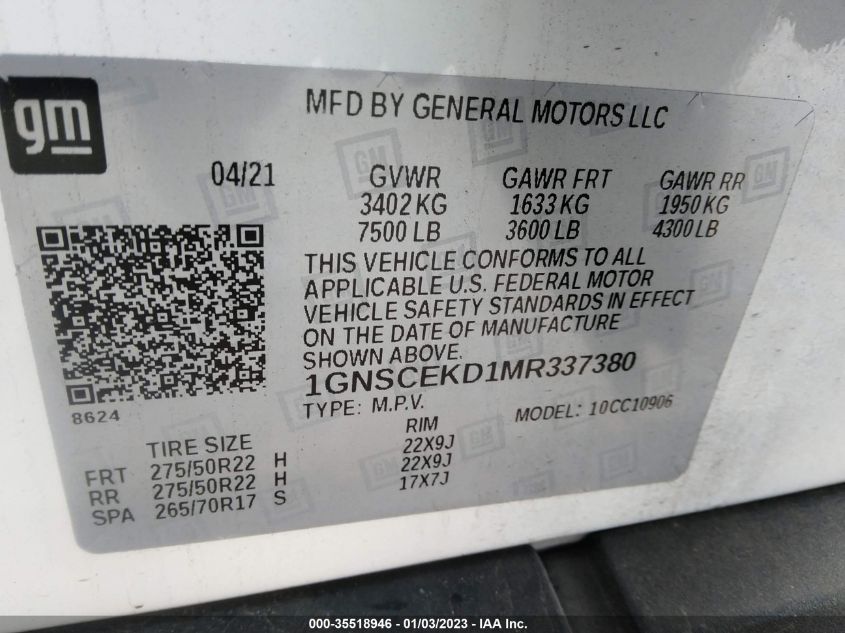 gm
MFD BY GENERAL MOTORS LLC
04/21
GVWR GAWR FRT GAWR RR
3402 KG 1633 KG 1950 KG
7500 LB 3600 LB 4300 LB
THIS VEHICLE CONFORMS TO ALL
APPLICABLE U.S. FEDERAL MOTOR
VEHICLE SAFETY STANDARDS IN EFFECT
ON THE DATE OF MANUFACTURE
SHOWN ABOVE.
1GNSCEKD1MR337380
8624
TYPE: M.P.V. MODEL: 10CC10906
TIRE SIZE RIM
FRT 275/50R22 H 22X9J
RR 275/50R22 H 22X9J
SPA 265/70R17 S 17X7J
000-35518946 - 01/03/2023 - IAA Inc.